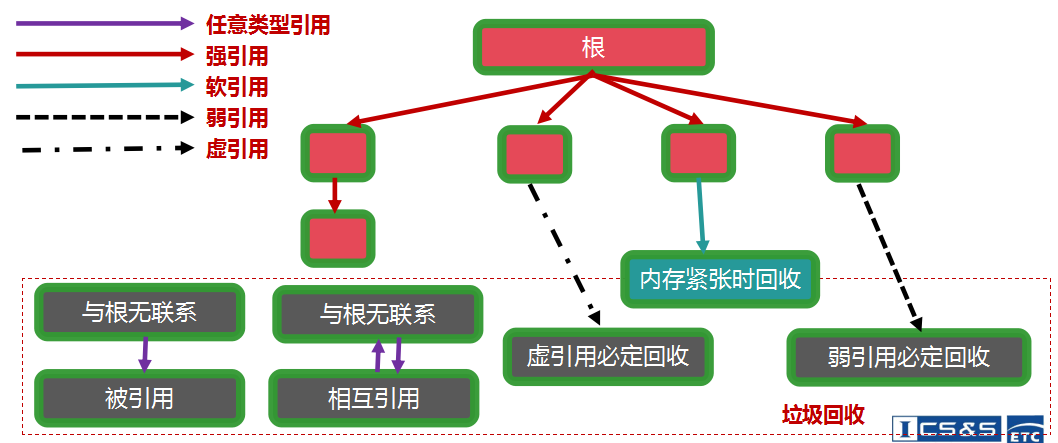 任意类型引用
强引用
软引用
弱引用
虚引用
根
内存紧张时回收
与根无联系
与根无联系
虚引用必定回收
弱引用必定回收
被引用
相互引用
垃圾回收
ICS&S
ETC